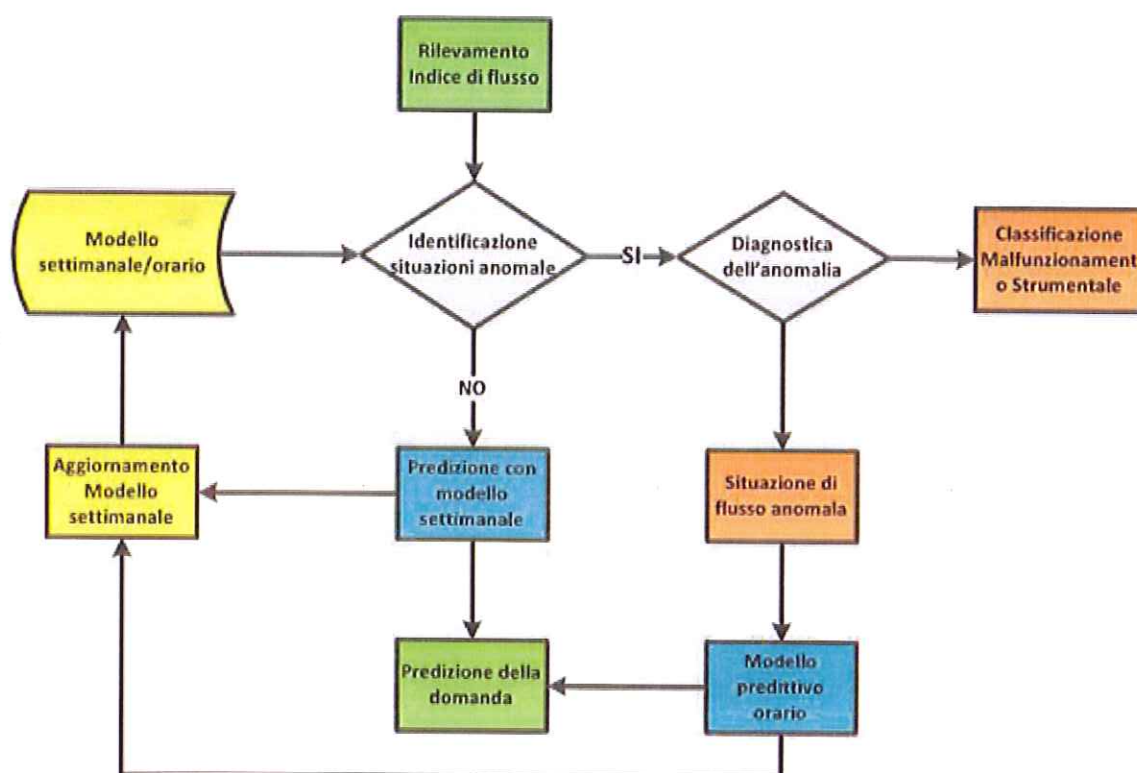 Rilevamento
Indice di flusso
Modello
settimanale/orario
Identificazione
situazioni anomale
SI
Diagnostica
dell'anomalia
Classificazione
Malfunzionament
o Strumentale
NO
Aggiornamento
Modello
settimanale
Predizione con
modello
settimanale
Situazione di
flusso anomala
Predizione della
domanda
Modello
predittivo
orario